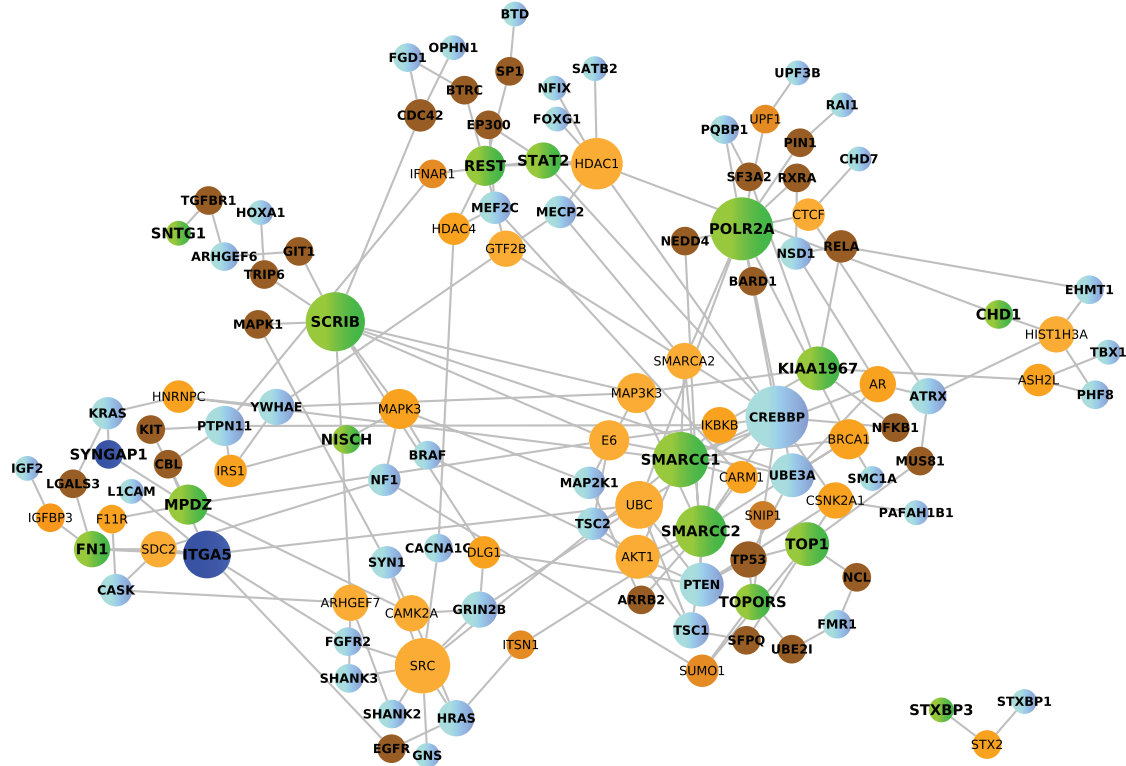 BTD
OPHN1
FGD1
SATB2
SP1
UPF3B
NFIX
BTRC
RAI1
CDC42
FOXG1
UPF1
EP300
PQBP1
PIN1
CHD7
REST
STAT2
HDAC1
IFNAR1
SF3A2
RXRA
TGFBR1
HOXA1
MEF2C
MECP2
CTCF
SNTG1
HDAC4
POLR2A
NEDD4
RELA
ARHGEF6
GIT1
GTF2B
NSD1
TRIP6
BARD1
EHMT1
MAPK1
SCRIB
CHD1
HIST1H3A
TBX1
SMARCA2
KIAA1967
ASH2L
AR
PHF8
HNRNPC
MAP3K3
ATRX
KRAS
YWHAE
MAPK3
CREBBP
KIT
PTPN11
IKBKB
NFKB1
NISCH
E6
BRCA1
SYNGAP1
BRAF
SMARCC1
CBL
IGF2
IRS1
MUS81
LGALS3
NF1
MAP2K1
CARM1
UBE3A
SMC1A
L1CAM
MPDZ
UBC
CSNK2A1
IGFBP3
F11R
SNIP1
PAFAH1B1
TSC2
SMARCC2
FN1
SDC2
ITGA5
CACNA1C
DLG1
TOP1
SYN1
AKT1
TP53
CASK
PTEN
NCL
ARHGEF7
CAMK2A
GRIN2B
ARRB2
TOPORS
FMR1
TSC1
FGFR2
ITSN1
SFPQ
UBE2I
SRC
SHANK3
SUMO1
SHANK2
HRAS
STXBP3
STXBP1
EGFR
GNS
STX2